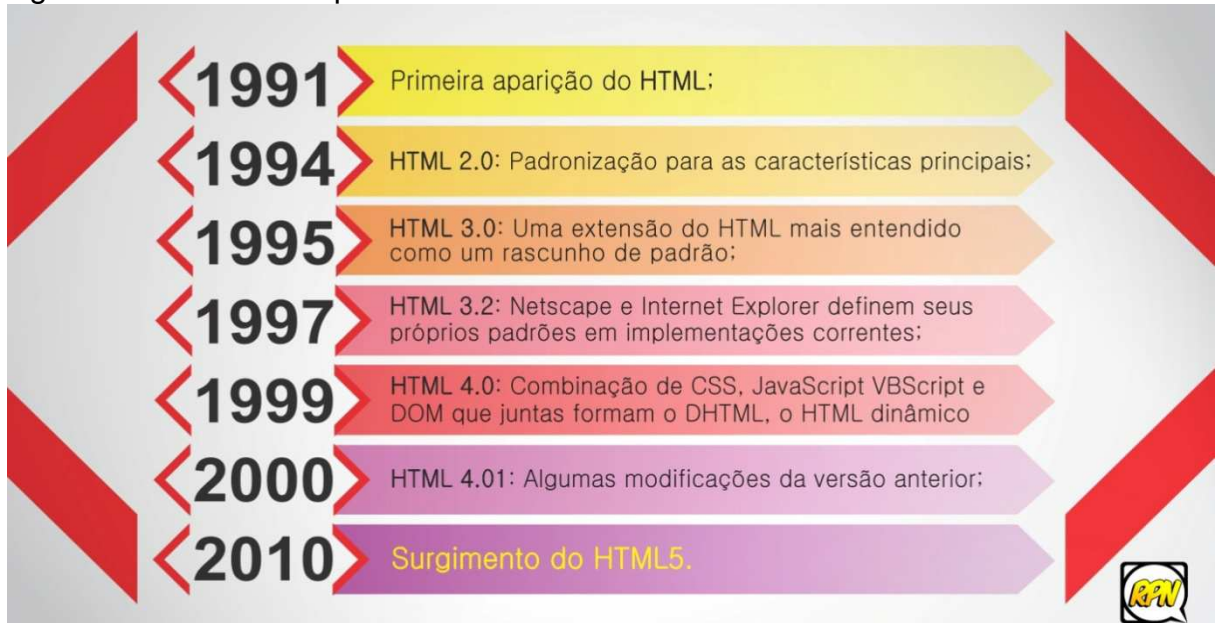 1991
Primeira aparição do HTML;
1994
HTML 2.0: Padronização para as características principais;
1995
HTML 3.0: Uma extensão do HTML mais entendido
como um rascunho de padrão;
1997
HTML 3.2: Netscape e Internet Explorer definem seus
próprios padrões em implementações correntes;
1999
HTML 4.0: Combinação de CSS, JavaScript VBScript e
DOM que juntas formam o DHTML, o HTML dinâmico
2000
HTML 4.01: Algumas modificações da versão anterior;
2010
Surgimento do HTML5.
RPN